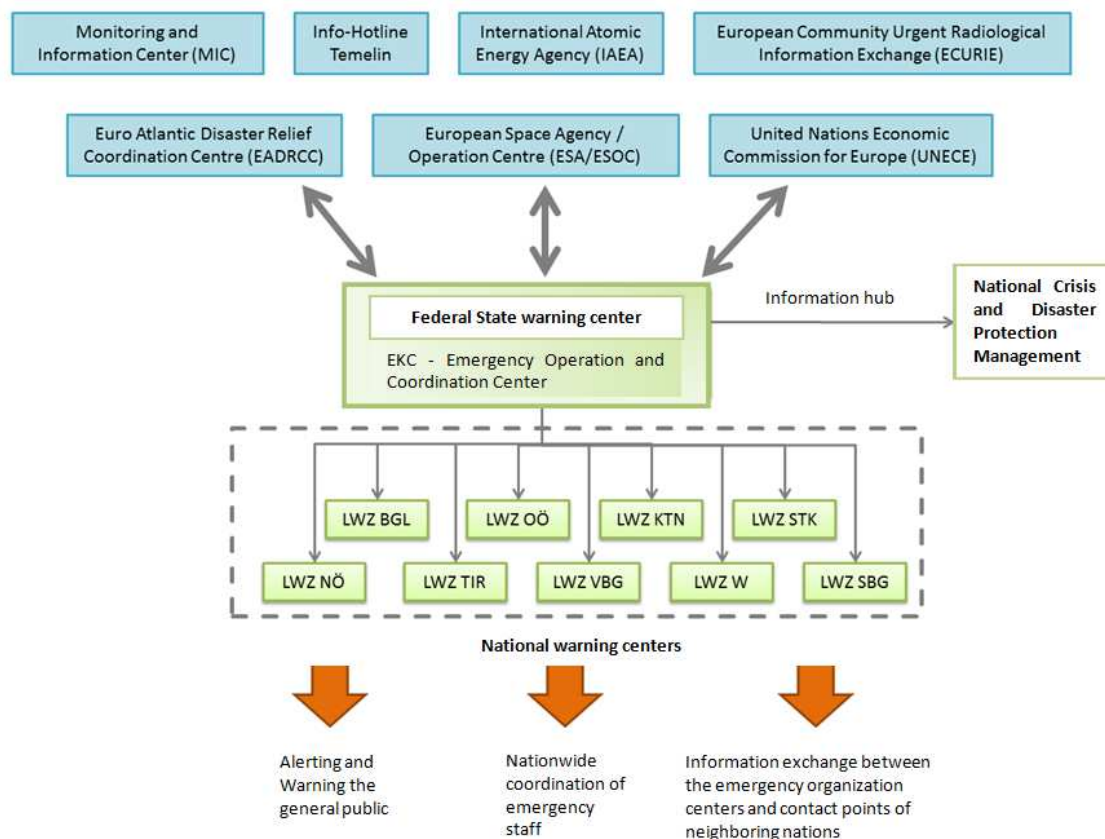 Monitoring and
Information Center (MIC)
Info-Hotline
Temelin
International Atomic
Energy Agency (IAEA)
European Community Urgent Radiological
Information Exchange (ECURIE)
Euro Atlantic Disaster Relief
Coordination Centre (EADRCC)
European Space Agency /
Operation Centre (ESA/ESOC)
United Nations Economic
Commission for Europe (UNECE)
Federal State warning center
EKC - Emergency Operation and
Coordination Center
Information hub
National Crisis
and Disaster
Protection
Management
LWZ BGL
LWZ OÖ
LWZ KTN
LWZ STK
LWZ NÖ
LWZ TIR
LWZ VBG
LWZ W
LWZ SBG
National warning centers
Alerting and
Warning the
general public
Nationwide
coordination of
emergency
staff
Information exchange between
the emergency organization
centers and contact points of
neighboring nations